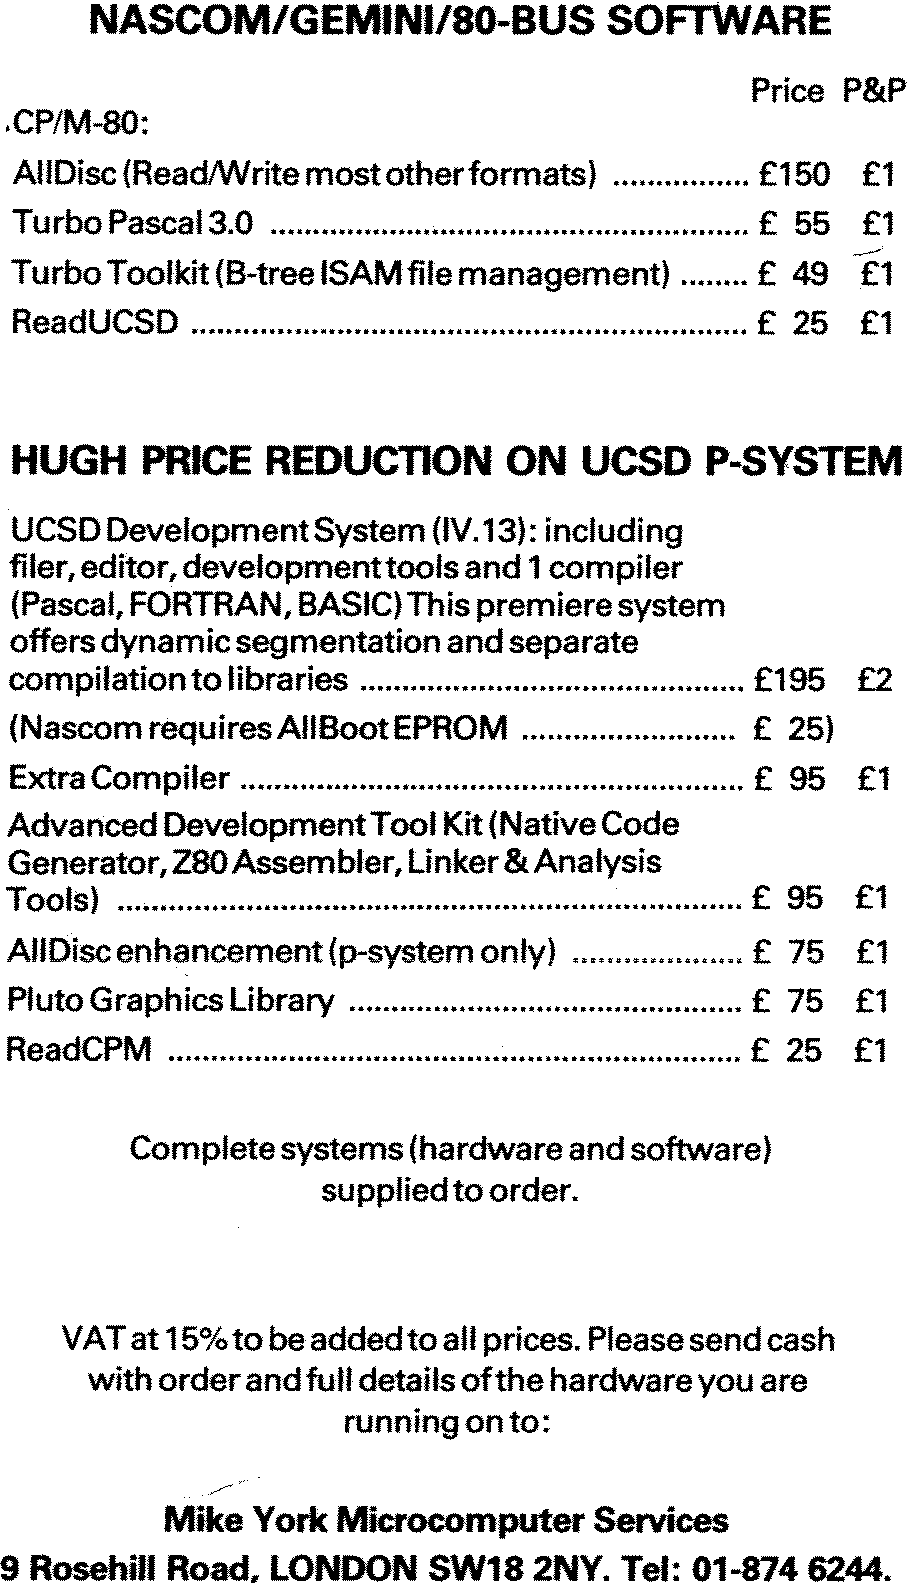 NASCOM/GEMINI/80-BUS SOFTWARE
Price P&P
CP/M-80:
AllDisc (Read/Write most other formats) ................ £150 £1
Turbo Pascal 3.0 ........................................................ £ 55 £1
Turbo Toolkit (B-tree ISAM file management) ........ £ 49 £1
ReadUCSD ................................................................. £ 25 £1
HUGH PRICE REDUCTION ON UCSD P-SYSTEM
UCSD Development System (IV.13): including
filer, editor, development tools and 1 compiler
(Pascal, FORTRAN, BASIC) This premiere system
offers dynamic segmentation and separate
compilation to libraries ............................................. £195 £2
(Nascom requires AllBoot EPROM ......................... £ 25)
Extra Compiler ........................................................... £ 95 £1
Advanced Development Tool Kit (Native Code
Generator, Z80 Assembler, Linker & Analysis
Tools) ......................................................................... £ 95 £1
AllDisc enhancement (p-system only) .................... £ 75 £1
Pluto Graphics Library .............................................. £ 75 £1
ReadCPM ................................................................... £ 25 £1
Complete systems (hardware and software)
supplied to order.
VAT at 15% to be added to all prices. Please send cash
with order and full details of the hardware you are
running on to:
Mike York Microcomputer Services
9 Rosehill Road, LONDON SW18 2NY. Tel: 01-874 6244.